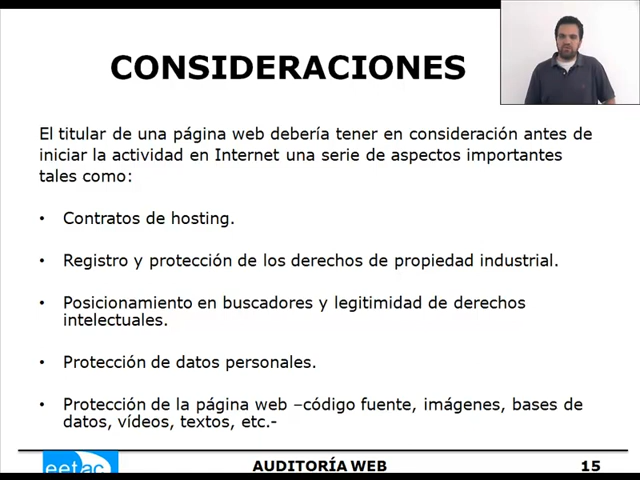 CONSIDERACIONES
El titular de una página web debería tener en consideración antes de
iniciar la actividad en Internet una serie de aspectos importantes
tales como:
• Contratos de hosting.
• Registro y protección de los derechos de propiedad industrial.
• Posicionamiento en buscadores y legitimidad de derechos
intelectuales.
• Protección de datos personales.
• Protección de la página web –código fuente, imágenes, bases de
datos, vídeos, textos, etc.-
eetac
AUDITORÍA WEB
15